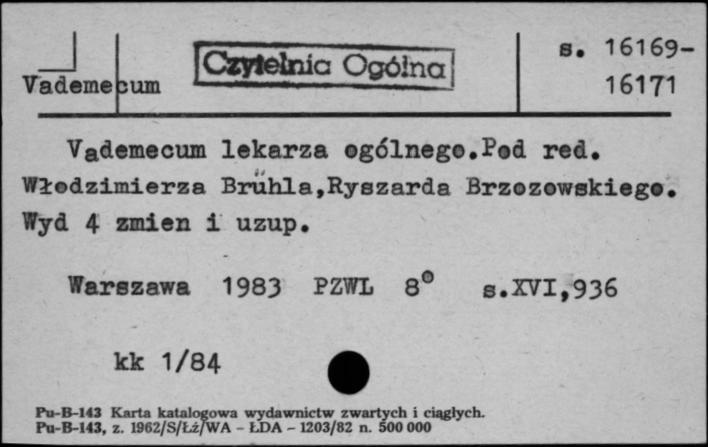 Czytelnia Ogólna
s. 16169-
16171
Vademecum
Vademecum lekarza ogólnego.Pod red.
Włodzimierza Brühla,Ryszarda Brzozowskiego.
Wyd 4 zmien i uzup.
Warszawa 1983 PZWL 8° s.XVI,936
kk 1/84
Pu-B-143 Karta katalogowa wydawnictw zwartych i ciągłych.
Pu-B-143, z. 1962/S/Łź/WA - ŁDA - 1203/82 n. 500 000